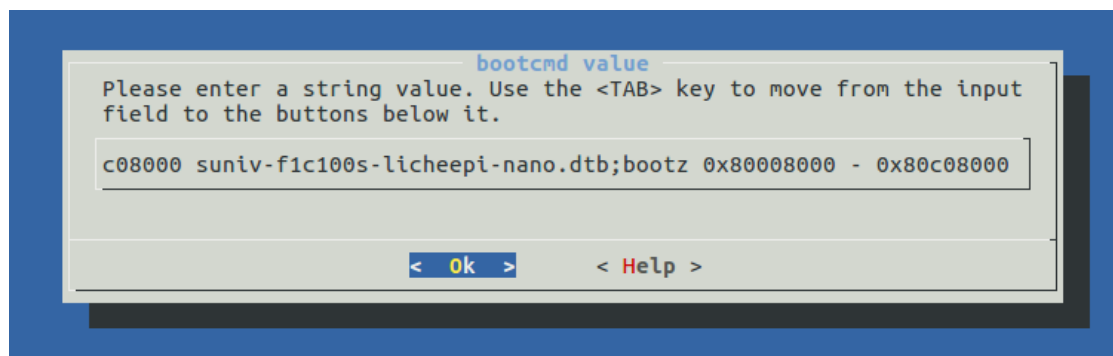 bootcmd value
Please enter a string value. Use the <TAB> key to move from the input
field to the buttons below it.
c08000 suniv-f1c100s-licheepi-nano.dtb;bootz 0x80008000 - 0x80c08000
< Ok > < Help >